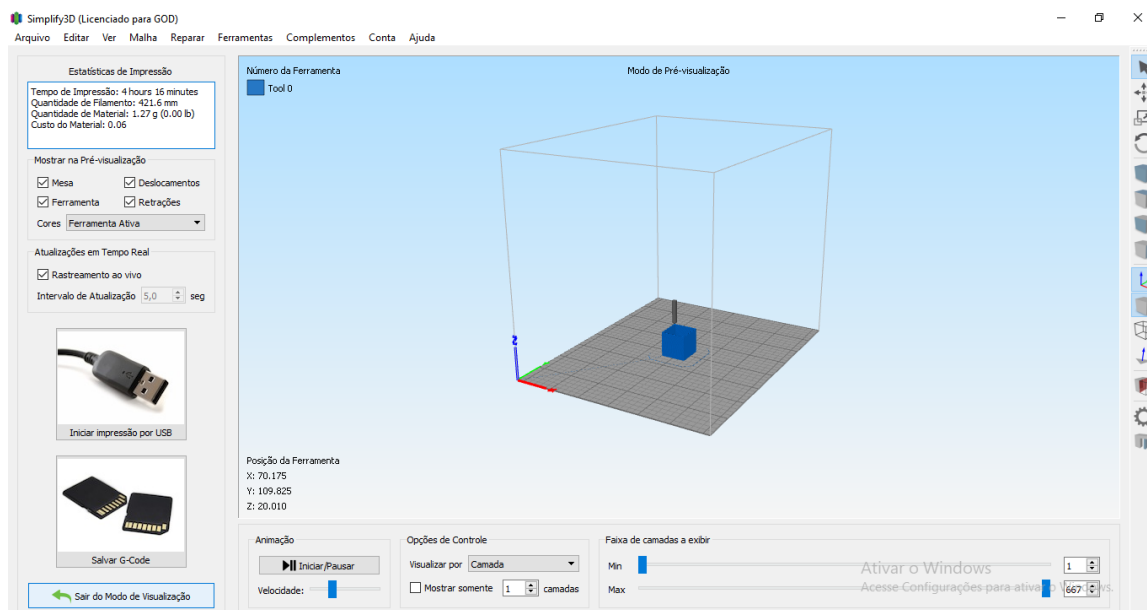 Simplify3D (Licenciado para GOD)
Arquivo Editar Ver Malha Reparar Ferramentas Complementos Conta Ajuda
Estatísticas de Impressão
Tempo de Impressão: 4 hours 16 minutes
Quantidade de Filamento: 421.6 mm
Quantidade de Material: 1.27 g (0.00 lb)
Custo do Material: 0.06
Mostrar na Pré-visualização
Mesa Deslocamentos
Ferramenta Retrações
Cores Ferramenta Ativa
Atualizações em Tempo Real
Rastreamento ao vivo
Intervalo de Atualização 5,0 seg
Iniciar impressão por USB
Salvar G-Code
Sair do Modo de Visualização
Número da Ferramenta
Tool 0
Modo de Pré-visualização
Z
Posição da Ferramenta
X: 70.175
Y: 109.825
Z: 20.010
Animação
Iniciar/Pausar
Velocidade:
Opções de Controle
Visualizar por Camada
Mostrar somente 1 camadas
Faixa de camadas a exibir
Min 1
Max 667
Ativar o Windows
Acesse Configurações para ativar o Windows.